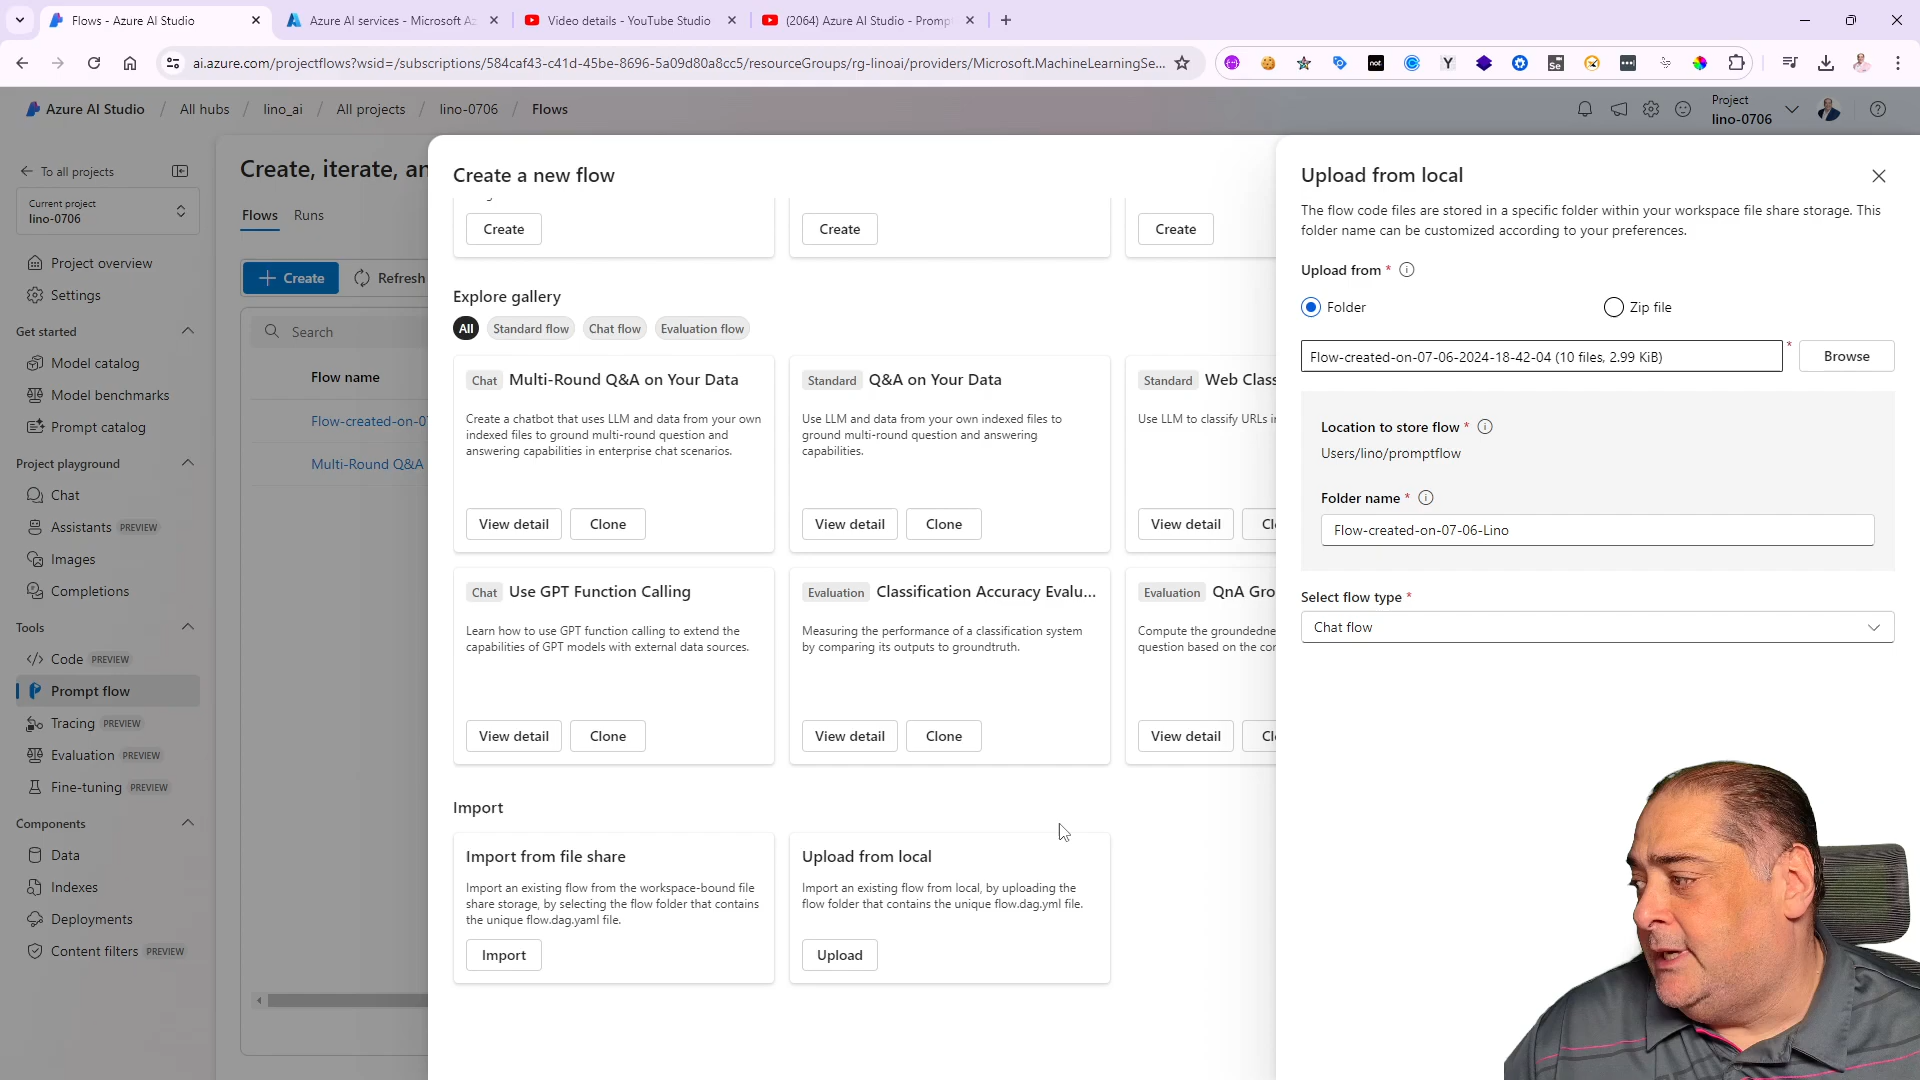 Flows - Azure AI Studio
Azure AI services - Microsoft Az
Video details - YouTube Studio
(2064) Azure AI Studio - Promp
ai.azure.com/projectflows?wsid=/subscriptions/584caf43-c41d-45be-8696-5a09d80a8cc5/resourceGroups/rg-linoai/providers/Microsoft.MachineLearningSe...
Azure AI Studio / All hubs / lino_ai / All projects / lino-0706 / Flows
Project
lino-0706
To all projects
Current project
lino-0706
Project overview
Settings
Get started
Model catalog
Model benchmarks
Prompt catalog
Project playground
Chat
Assistants PREVIEW
Images
Completions
Tools
Code PREVIEW
Prompt flow
Tracing PREVIEW
Evaluation PREVIEW
Fine-tuning PREVIEW
Components
Data
Indexes
Deployments
Content filters PREVIEW
Create, iterate, an
Flows Runs
Create Refresh
Search
Flow name
Flow-created-on-07
Multi-Round Q&A
Create a new flow
Create Create Create
Explore gallery
All Standard flow Chat flow Evaluation flow
Chat Multi-Round Q&A on Your Data
Create a chatbot that uses LLM and data from your own
indexed files to ground multi-round question and
answering capabilities in enterprise chat scenarios.
View detail Clone
Standard Q&A on Your Data
Use LLM and data from your own indexed files to
ground multi-round question and answering
capabilities.
View detail Clone
Standard Web Class
Use LLM to classify URLs i
View detail Cl
Chat Use GPT Function Calling
Learn how to use GPT function calling to extend the
capabilities of GPT models with external data sources.
View detail Clone
Evaluation Classification Accuracy Evalu...
Measuring the performance of a classification system
by comparing its outputs to groundtruth.
View detail Clone
Evaluation QnA Gro
Compute the groundedne
question based on the co
View detail Cl
Import
Import from file share
Import an existing flow from the workspace-bound file
share storage, by selecting the flow folder that contains
the unique flow.dag.yaml file.
Import
Upload from local
Import an existing flow from local, by uploading the
flow folder that contains the unique flow.dag.yml file.
Upload
Upload from local
The flow code files are stored in a specific folder within your workspace file share storage. This
folder name can be customized according to your preferences.
Upload from *
Folder Zip file
Flow-created-on-07-06-2024-18-42-04 (10 files, 2.99 KiB) * Browse
Location to store flow *
Users/lino/promptflow
Folder name *
Flow-created-on-07-06-Lino
Select flow type *
Chat flow